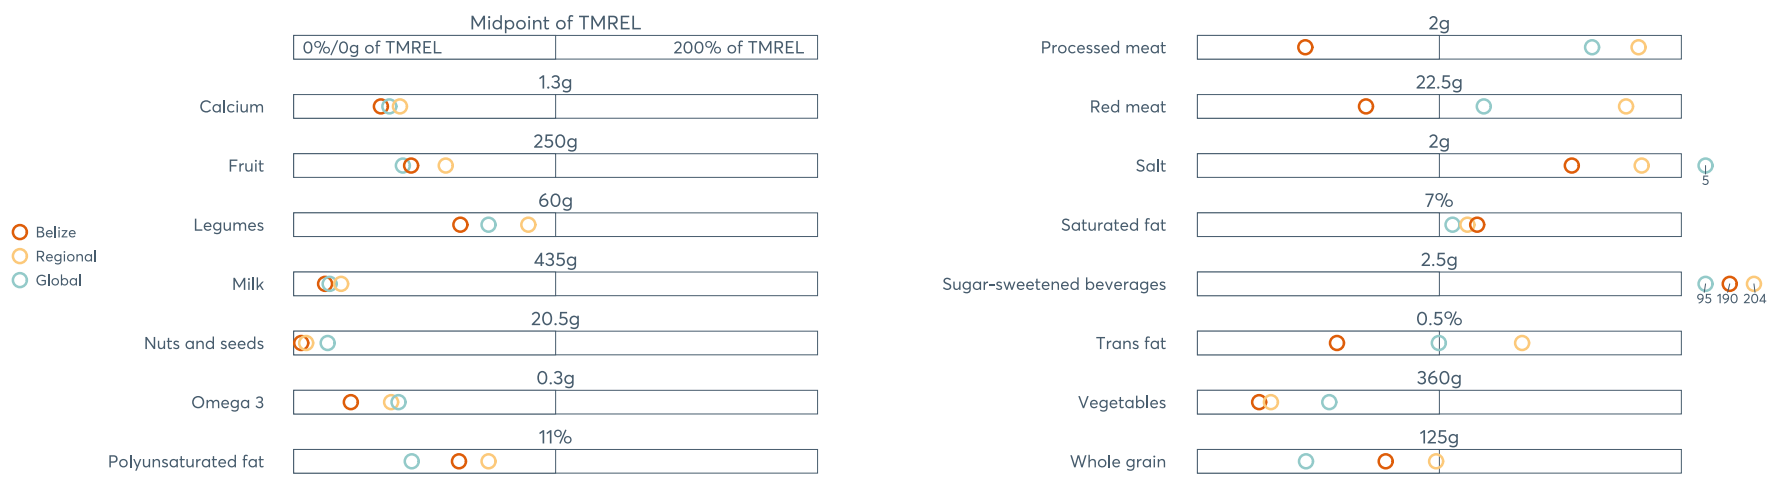 Midpoint of TMREL
0%/0g of TMREL 200% of TMREL
Calcium 1.3g
Fruit 250g
Legumes 60g
Milk 435g
Nuts and seeds 20.5g
Omega 3 0.3g
Polyunsaturated fat 11%
Belize
Regional
Global
Processed meat 2g
Red meat 22.5g
Salt 2g
5
Saturated fat 7%
Sugar-sweetened beverages 2.5g
95 190 204
Trans fat 0.5%
Vegetables 360g
Whole grain 125g